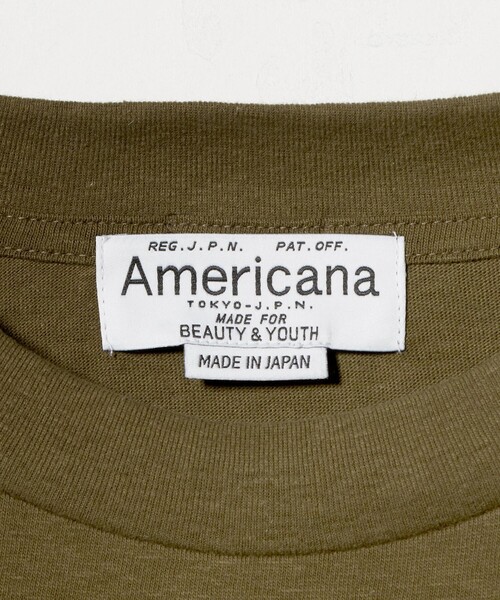 REG.J.P.N. PAT.OFF.
Americana
TOKYO-J.P.N.
MADE FOR
BEAUTY & YOUTH
MADE IN JAPAN